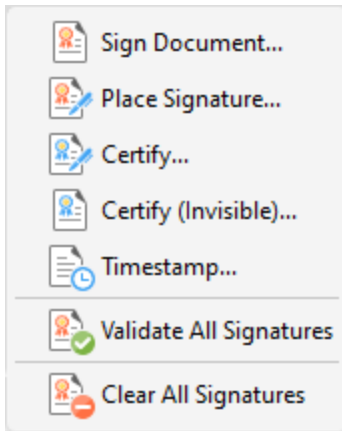 Sign Document...
Place Signature...
Certify...
Certify (Invisible)...
Timestamp...
Validate All Signatures
Clear All Signatures